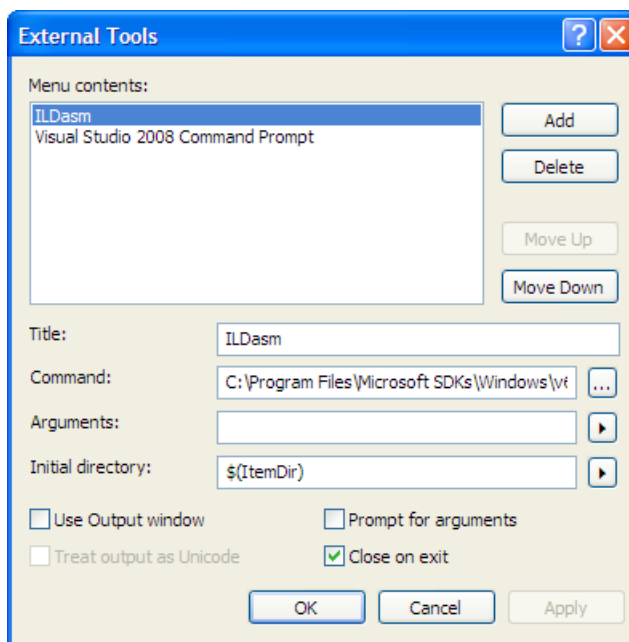 External Tools
Menu contents:
ILDasm
Visual Studio 2008 Command Prompt
Add
Delete
Move Up
Move Down
Title:
ILDasm
Command:
C:\Program Files\Microsoft SDKs\Windows\v6
...
Arguments:
Initial directory:
$(ItemDir)
Use Output window
Prompt for arguments
Treat output as Unicode
Close on exit
OK
Cancel
Apply